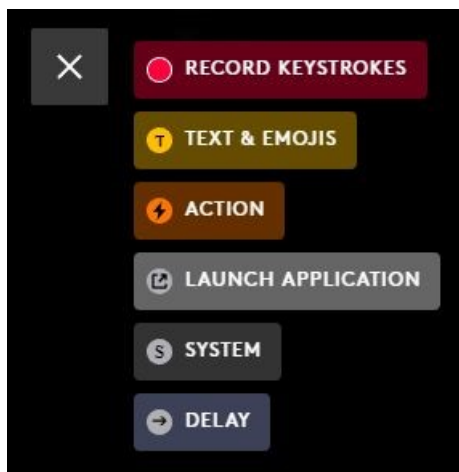 RECORD KEYSTROKES
T TEXT & EMOJIS
ACTION
LAUNCH APPLICATION
S SYSTEM
DELAY